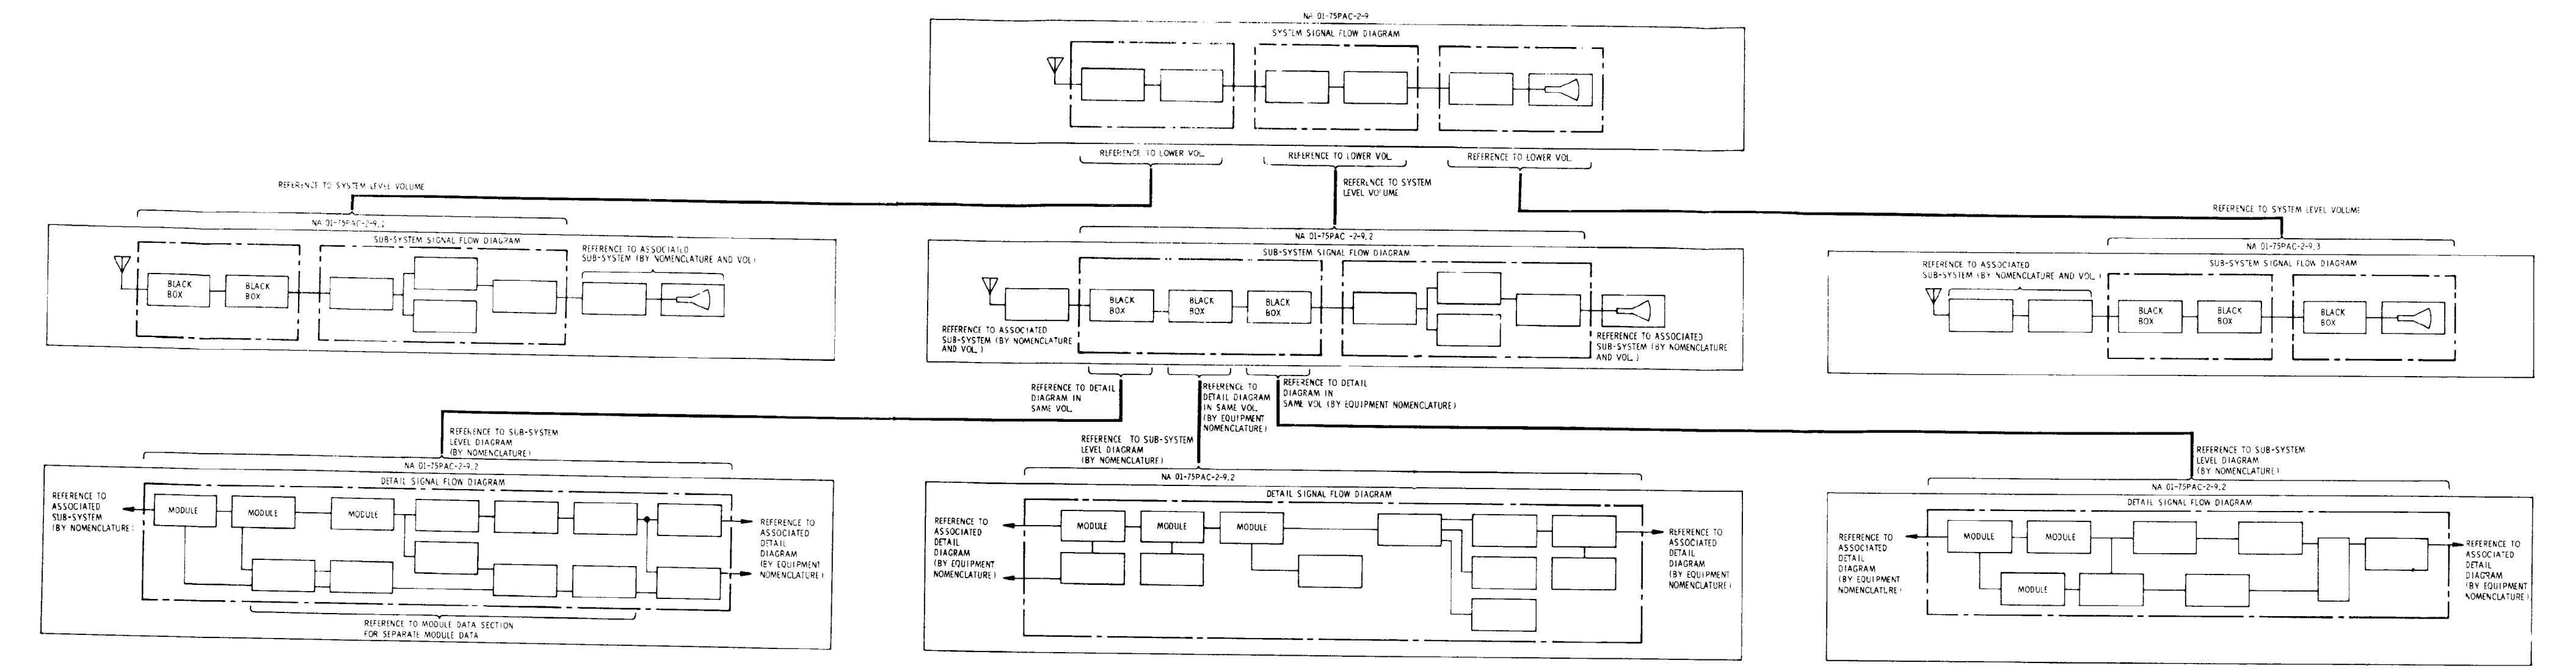 NA 01-75PAC-2-9
SYSTEM SIGNAL FLOW DIAGRAM
REFERENCE TO LOWER VOL.
REFERENCE TO LOWER VOL.
REFERENCE TO LOWER VOL.
REFERENCE TO SYSTEM LEVEL VOLUME
REFERENCE TO SYSTEM
LEVEL VOLUME
REFERENCE TO SYSTEM LEVEL VOLUME
NA 01-75PAC-2-9.1
SUB-SYSTEM SIGNAL FLOW DIAGRAM
REFERENCE TO ASSOCIATED
SUB-SYSTEM (BY NOMENCLATURE AND VOL)
BLACK
BOX
BLACK
BOX
NA 01-75PAC -2-9.2
SUB-SYSTEM SIGNAL FLOW DIAGRAM
BLACK
BOX
BLACK
BOX
BLACK
BOX
REFERENCE TO ASSOCIATED
SUB-SYSTEM (BY NOMENCLATURE
AND VOL.)
REFERENCE TO ASSOCIATED
SUB-SYSTEM (BY NOMENCLATURE
AND VOL.)
NA 01-75PAC-2-9.3
SUB-SYSTEM SIGNAL FLOW DIAGRAM
REFERENCE TO ASSOCIATED
SUB-SYSTEM (BY NOMENCLATURE AND VOL.)
BLACK
BOX
BLACK
BOX
BLACK
BOX
REFERENCE TO DETAIL
DIAGRAM IN
SAME VOL.
REFERENCE TO
DETAIL DIAGRAM
IN SAME VOL.
(BY EQUIPMENT
NOMENCLATURE)
REFERENCE TO DETAIL
DIAGRAM IN
SAME VOL (BY EQUIPMENT NOMENCLATURE)
REFERENCE TO SUB-SYSTEM
LEVEL DIAGRAM
(BY NOMENCLATURE)
REFERENCE TO SUB-SYSTEM
LEVEL DIAGRAM
(BY NOMENCLATURE)
REFERENCE TO SUB-SYSTEM
LEVEL DIAGRAM
(BY NOMENCLATURE)
NA 01-75PAC-2-9.2
DETAIL SIGNAL FLOW DIAGRAM
REFERENCE TO
ASSOCIATED
SUB-SYSTEM
(BY NOMENCLATURE)
MODULE
MODULE
MODULE
REFERENCE TO
ASSOCIATED
DETAIL
DIAGRAM
(BY EQUIPMENT
NOMENCLATURE)
REFERENCE TO MODULE DATA SECTION
FOR SEPARATE MODULE DATA
NA 01-75PAC-2-9.2
DETAIL SIGNAL FLOW DIAGRAM
REFERENCE TO
ASSOCIATED
DETAIL
DIAGRAM
(BY EQUIPMENT
NOMENCLATURE)
MODULE
MODULE
MODULE
REFERENCE TO
ASSOCIATED
DETAIL
DIAGRAM
(BY EQUIPMENT
NOMENCLATURE)
NA 01-75PAC-2-9.2
DETAIL SIGNAL FLOW DIAGRAM
REFERENCE TO
ASSOCIATED
DETAIL
DIAGRAM
(BY EQUIPMENT
NOMENCLATURE)
MODULE
MODULE
MODULE
REFERENCE TO
ASSOCIATED
DETAIL
DIAGRAM
(BY EQUIPMENT
NOMENCLATURE)